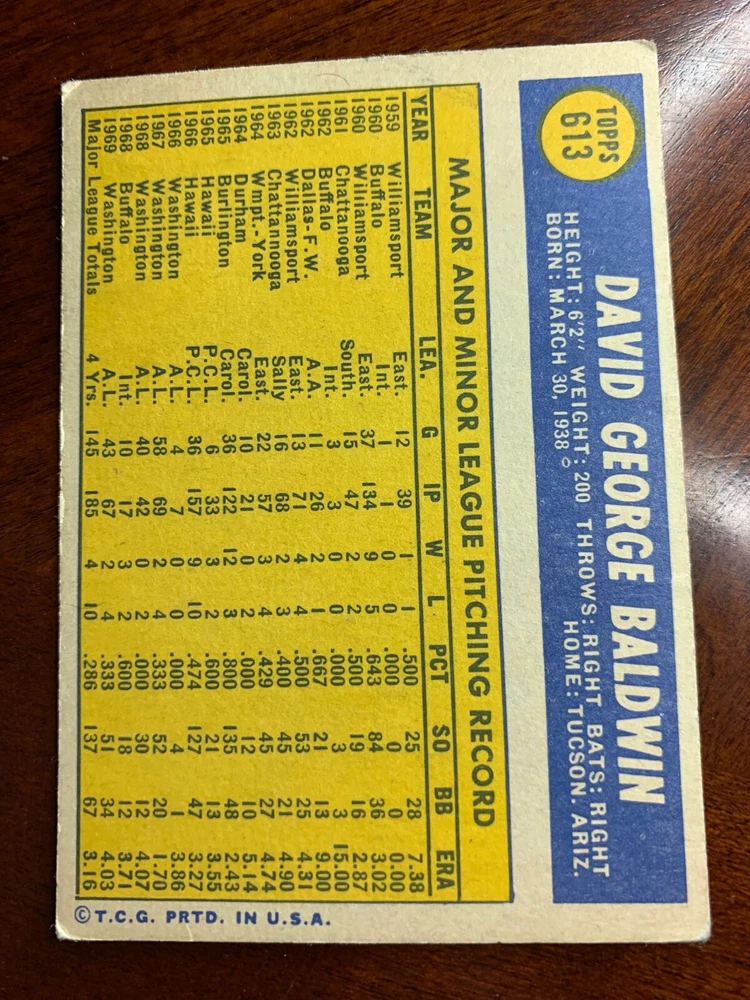 TOPPS
613
DAVID GEORGE BALDWIN
HEIGHT: 6'2" WEIGHT: 200 THROWS: RIGHT BATS: RIGHT
BORN: MARCH 30, 1938 HOME: TUCSON, ARIZ.
MAJOR AND MINOR LEAGUE PITCHING RECORD
YEAR TEAM LEA. G IP W L PCT SO BB ERA
1959 Williamsport East. 12 39 1 1 .500 25 28 7.38
1960 Buffalo Int. 1 1 0 0 .000 0 0 0.00
1960 Williamsport East. 37 134 9 5 .643 84 36 3.02
1961 Chattanooga South. 15 47 2 2 .500 19 16 2.87
1962 Buffalo Int. 3 3 0 0 .000 3 3 15.00
1962 Dallas-F.W. A.A. 11 26 2 1 .667 21 13 9.00
1962 Williamsport East. 13 71 4 4 .500 53 25 4.31
1963 Chattannooga Sally 16 68 2 3 .400 45 21 4.90
1964 Wmpt.-York East. 22 57 3 4 .429 45 27 4.74
1964 Durham Carol. 10 21 0 2 .000 12 10 5.14
1965 Burlington Carol. 36 122 12 3 .800 135 48 2.43
1965 Hawaii P.C.L. 6 33 3 2 .600 21 13 3.55
1966 Hawaii P.C.L. 36 157 9 10 .474 127 47 3.27
1966 Washington A.L. 4 7 0 0 .000 4 1 3.86
1967 Washington A.L. 58 69 2 4 .333 52 20 1.70
1968 Washington A.L. 40 42 0 2 .000 30 12 4.07
1968 Buffalo Int. 10 17 3 2 .600 18 12 3.71
1969 Washington A.L. 43 67 2 4 .333 51 34 4.03
Major League Totals 4 Yrs. 145 185 4 10 .286 137 67 3.16
©T.C.G. PRTD. IN U.S.A.